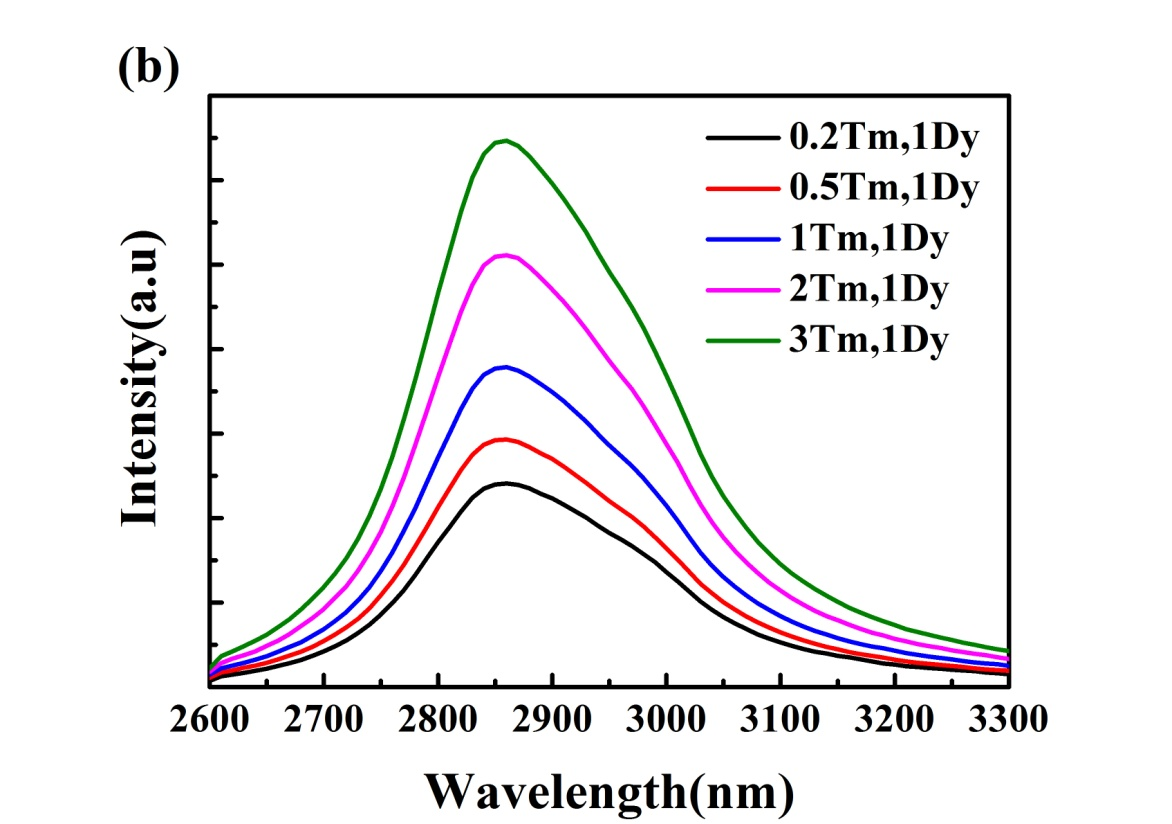 (b)
0.2Tm,1Dy
0.5Tm,1Dy
1Tm,1Dy
2Tm,1Dy
3Tm,1Dy
Intensity(a.u)
2600 2700 2800 2900 3000 3100 3200 3300
Wavelength(nm)